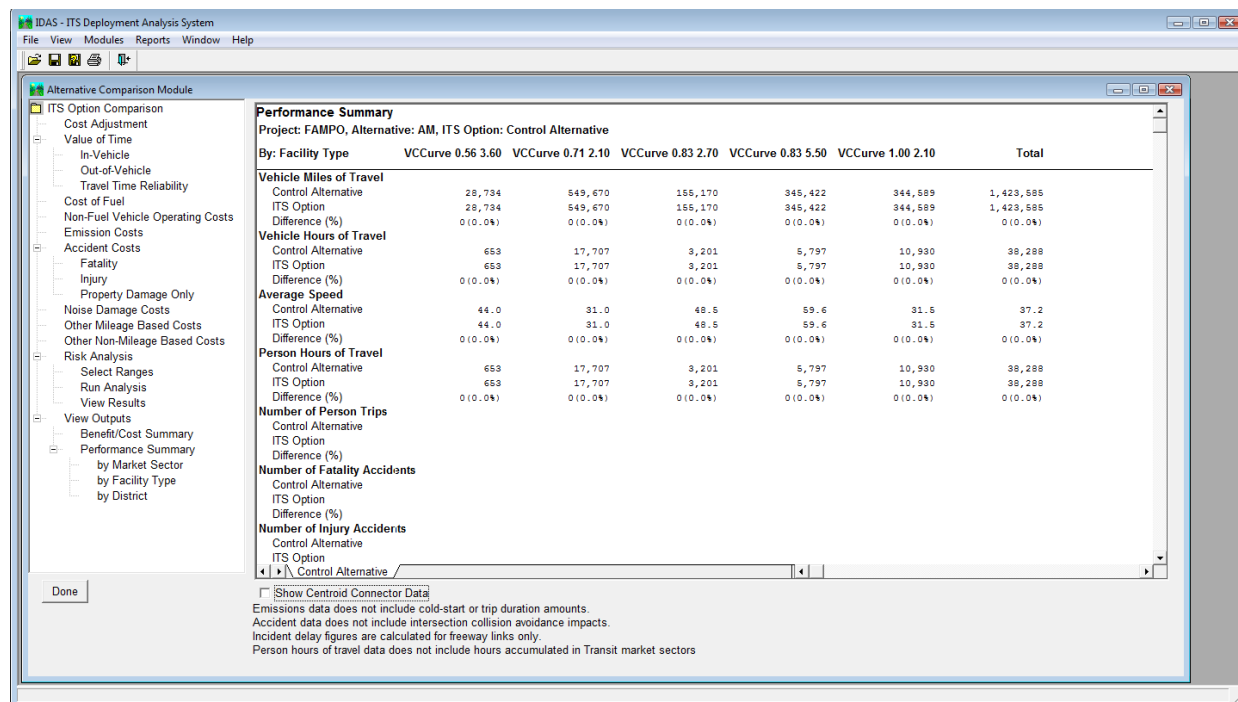 IDAS - ITS Deployment Analysis System
File View Modules Reports Window Help
Alternative Comparison Module
ITS Option Comparison
Cost Adjustment
Value of Time
In-Vehicle
Out-of-Vehicle
Travel Time Reliability
Cost of Fuel
Non-Fuel Vehicle Operating Costs
Emission Costs
Accident Costs
Fatality
Injury
Property Damage Only
Noise Damage Costs
Other Mileage Based Costs
Other Non-Mileage Based Costs
Risk Analysis
Select Ranges
Run Analysis
View Results
View Outputs
Benefit/Cost Summary
Performance Summary
by Market Sector
by Facility Type
by District
Done
Performance Summary
Project: FAMPO, Alternative: AM, ITS Option: Control Alternative
By: Facility Type VCCurve 0.56 3.60 VCCurve 0.71 2.10 VCCurve 0.83 2.70 VCCurve 0.83 5.50 VCCurve 1.00 2.10 Total
Vehicle Miles of Travel
Control Alternative 28,734 549,670 155,170 345,422 344,589 1,423,585
ITS Option 28,734 549,670 155,170 345,422 344,589 1,423,585
Difference (%) 0(0.0%) 0(0.0%) 0(0.0%) 0(0.0%) 0(0.0%) 0(0.0%)
Vehicle Hours of Travel
Control Alternative 653 17,707 3,201 5,797 10,930 38,288
ITS Option 653 17,707 3,201 5,797 10,930 38,288
Difference (%) 0(0.0%) 0(0.0%) 0(0.0%) 0(0.0%) 0(0.0%) 0(0.0%)
Average Speed
Control Alternative 44.0 31.0 48.5 59.6 31.5 37.2
ITS Option 44.0 31.0 48.5 59.6 31.5 37.2
Difference (%) 0(0.0%) 0(0.0%) 0(0.0%) 0(0.0%) 0(0.0%) 0(0.0%)
Person Hours of Travel
Control Alternative 653 17,707 3,201 5,797 10,930 38,288
ITS Option 653 17,707 3,201 5,797 10,930 38,288
Difference (%) 0(0.0%) 0(0.0%) 0(0.0%) 0(0.0%) 0(0.0%) 0(0.0%)
Number of Person Trips
Control Alternative
ITS Option
Difference (%)
Number of Fatality Accidents
Control Alternative
ITS Option
Difference (%)
Number of Injury Accidents
Control Alternative
ITS Option
Control Alternative
Show Centroid Connector Data
Emissions data does not include cold-start or trip duration amounts.
Accident data does not include intersection collision avoidance impacts.
Incident delay figures are calculated for freeway links only.
Person hours of travel data does not include hours accumulated in Transit market sectors